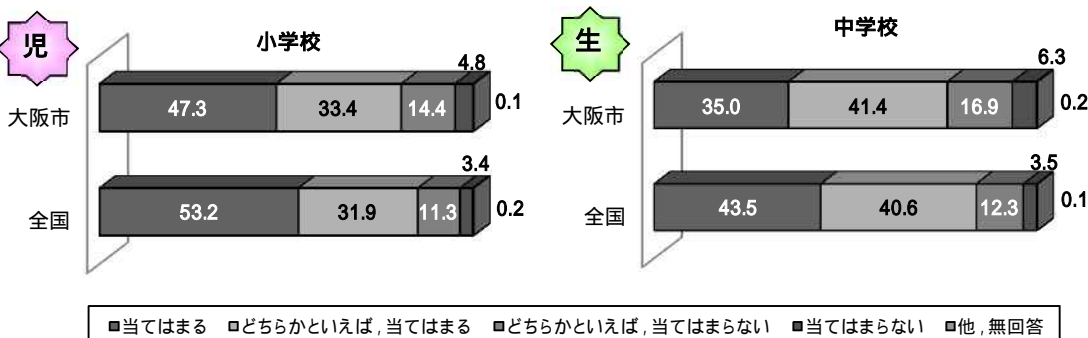 児
小学校
4.8
大阪市
47.3 33.4 14.4 0.1
3.4
全国
53.2 31.9 11.3 0.2
生
中学校
6.3
大阪市
35.0 41.4 16.9 0.2
3.5
全国
43.5 40.6 12.3 0.1
■当てはまる ■どちらかといえば,当てはまる ■どちらかといえば,当てはまらない ■当てはまらない ■他,無回答